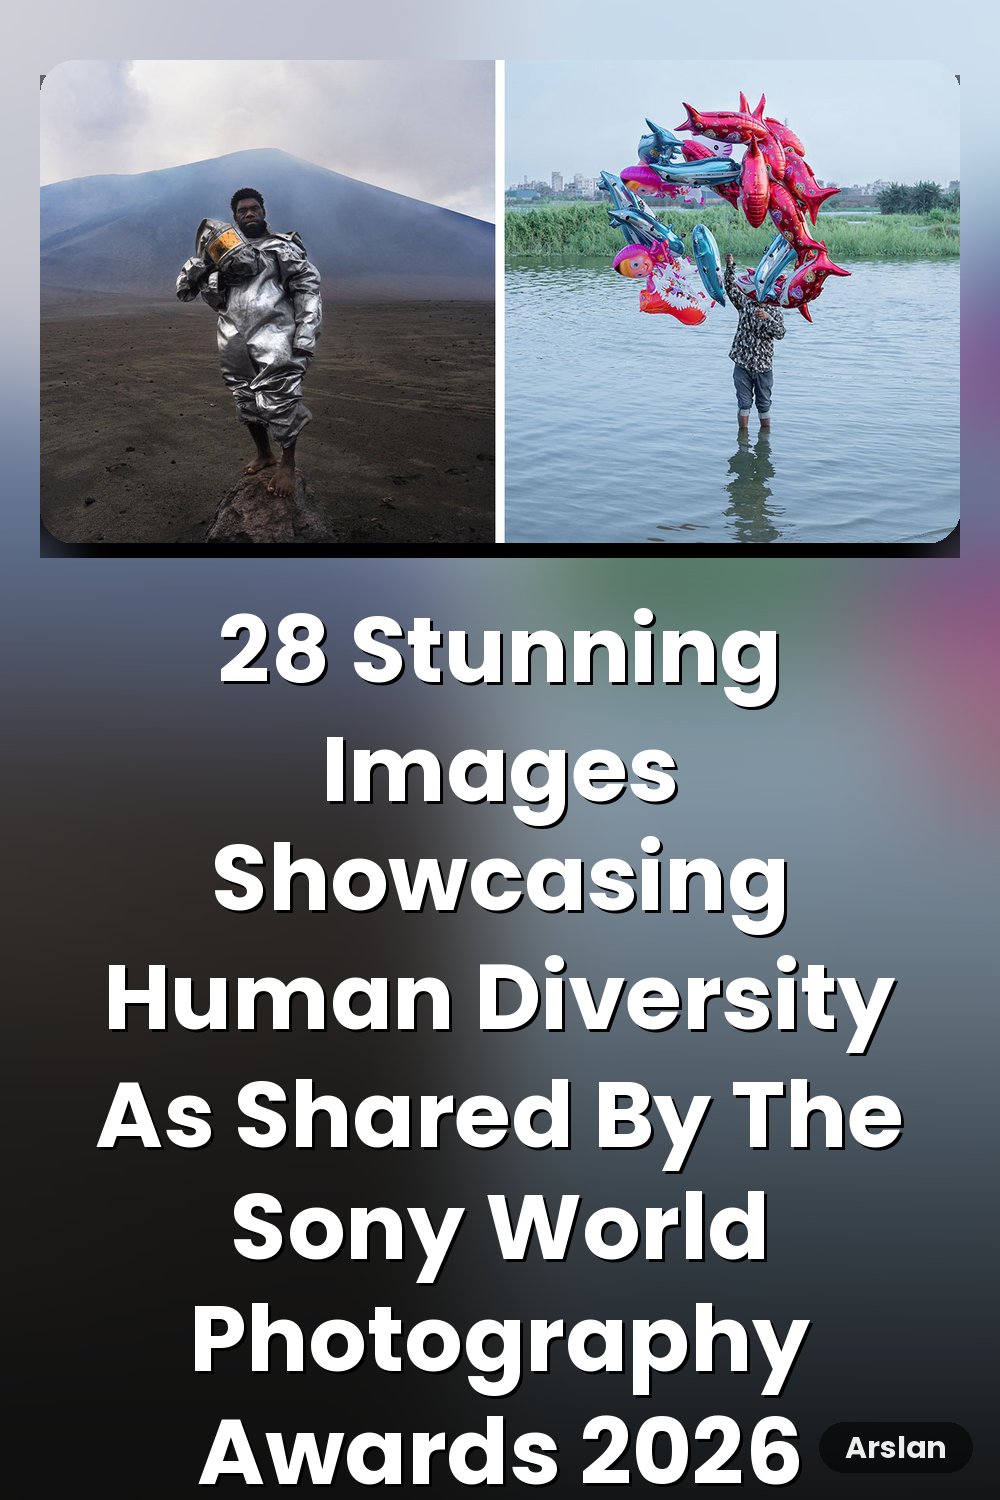 28 Stunning
Images
Showcasing
Human Diversity
As Shared By The
Sony World
Photography
Awards 2026
Arslan